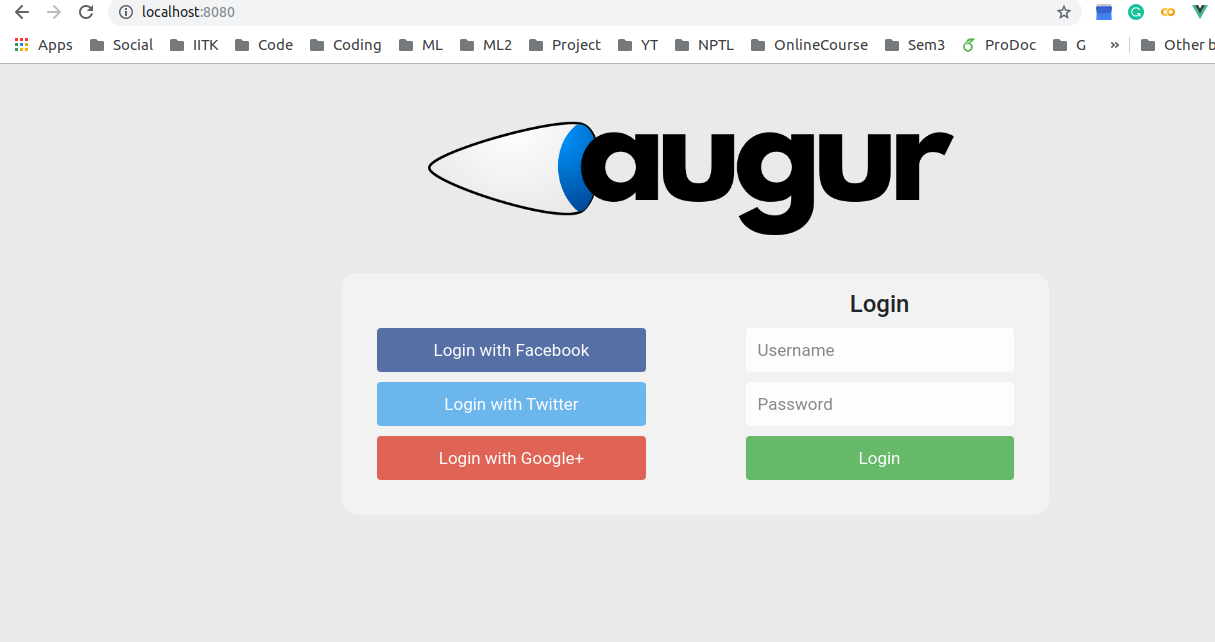 localhost:8080
Apps Social IITK Code Coding ML ML2 Project YT NPTL OnlineCourse Sem3 ProDoc G » Other b
augur
Login
Login with Facebook Username
Login with Twitter Password
Login with Google+ Login